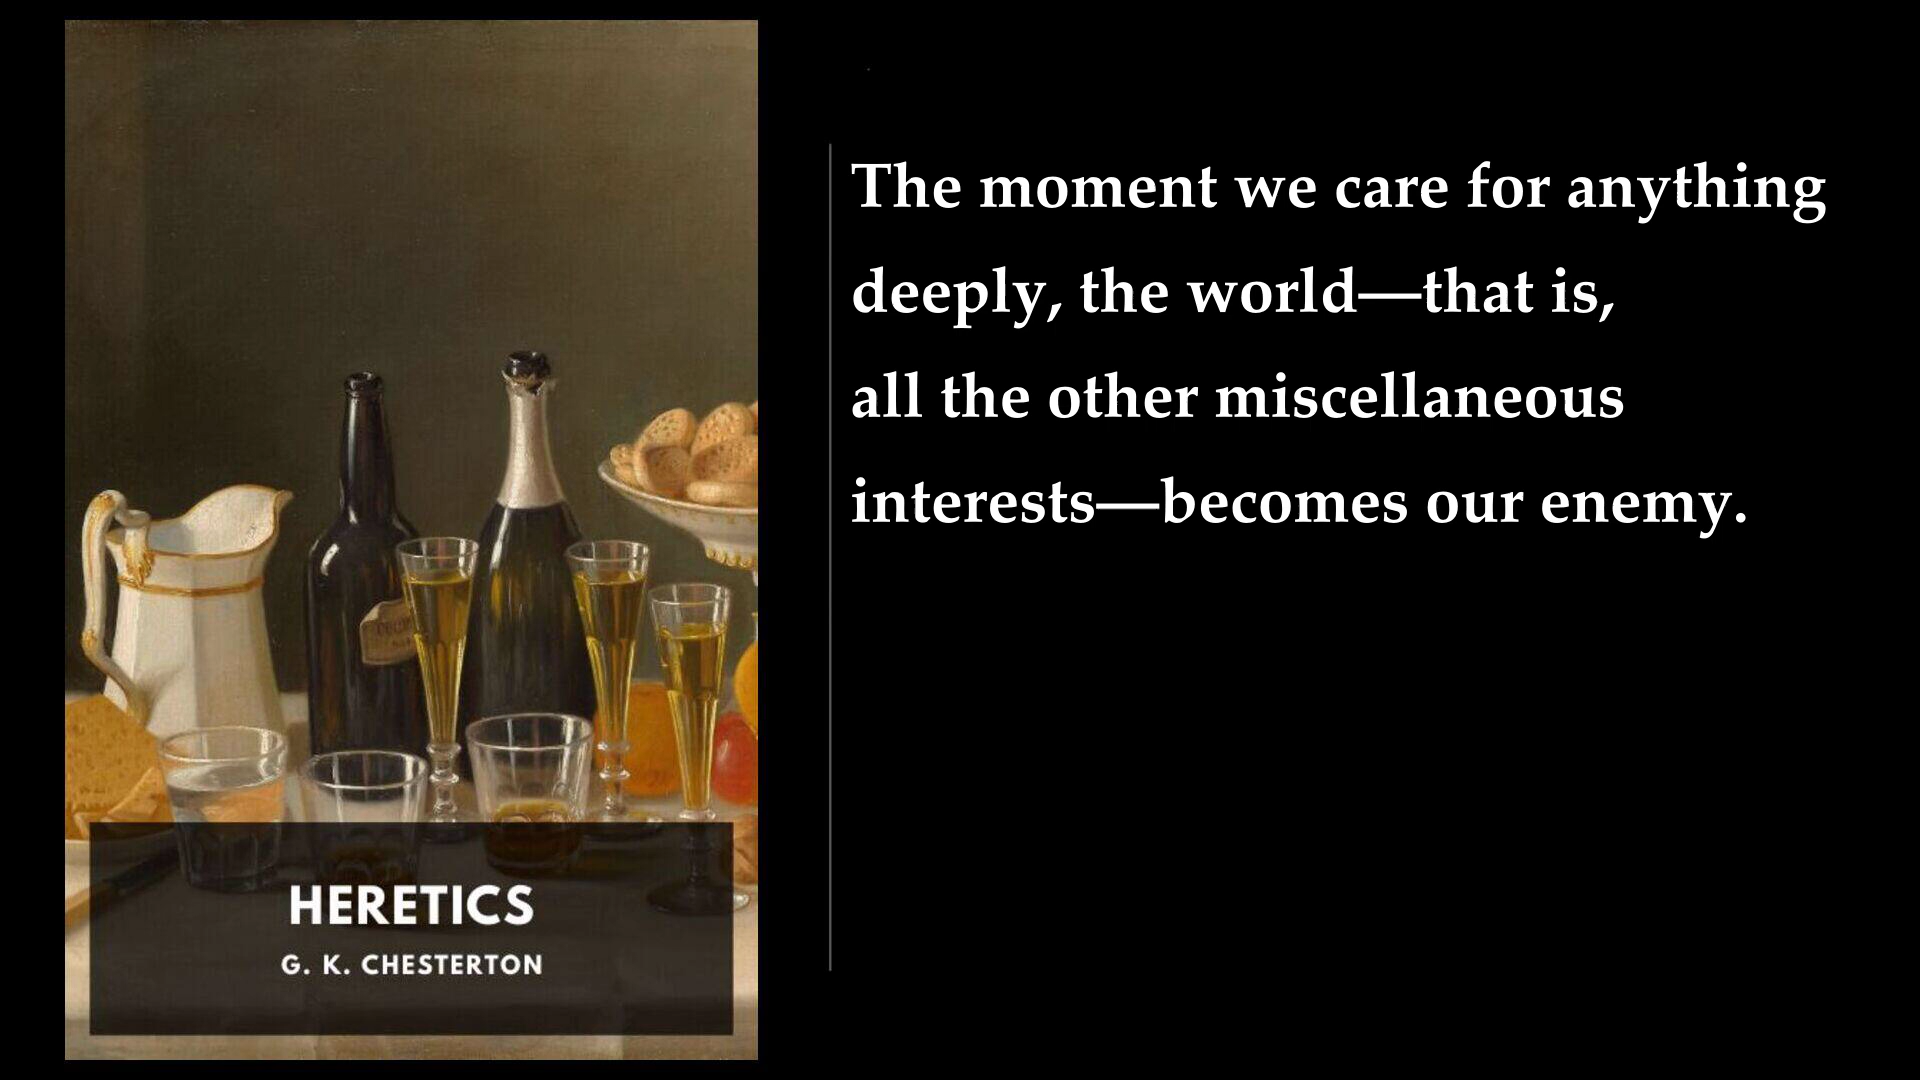 The moment we care for anything
deeply, the world—that is,
all the other miscellaneous
interests—becomes our enemy.
HERETICS
G. K. CHESTERTON